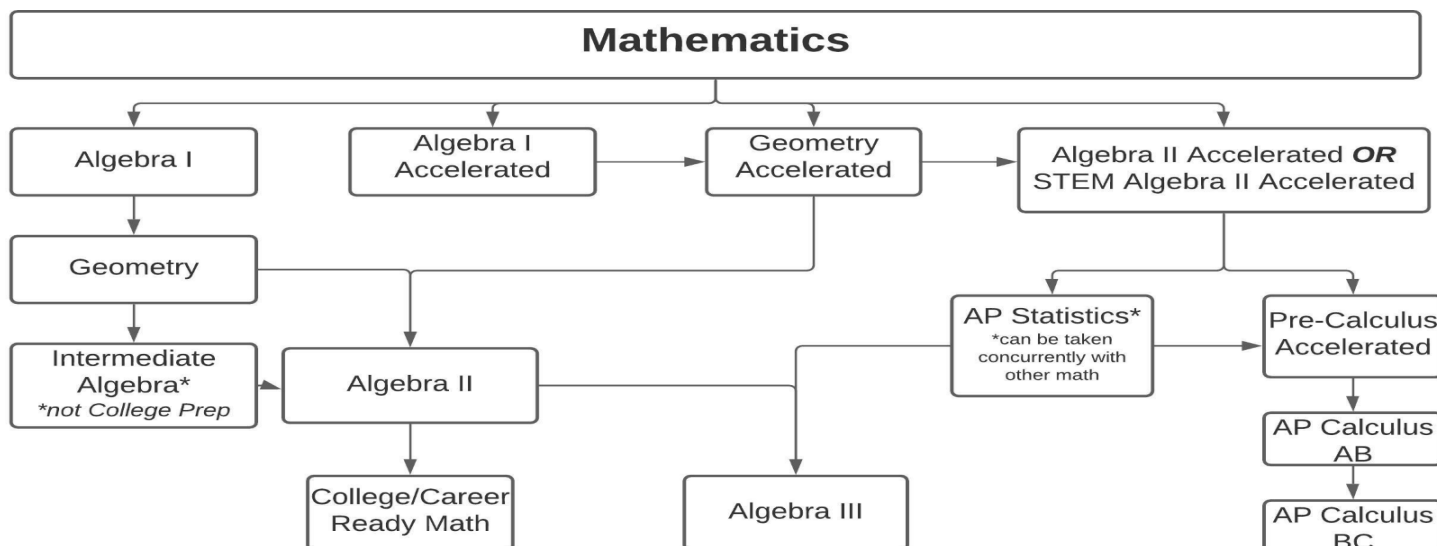 Mathematics
Algebra I
Algebra I
Accelerated
Geometry
Accelerated
Algebra II Accelerated OR
STEM Algebra II Accelerated
Geometry
AP Statistics*
*can be taken
concurrently with
other math
Pre-Calculus
Accelerated
Intermediate
Algebra*
*not College Prep
Algebra II
AP Calculus
AB
College/Career
Ready Math
Algebra III
AP Calculus
BC